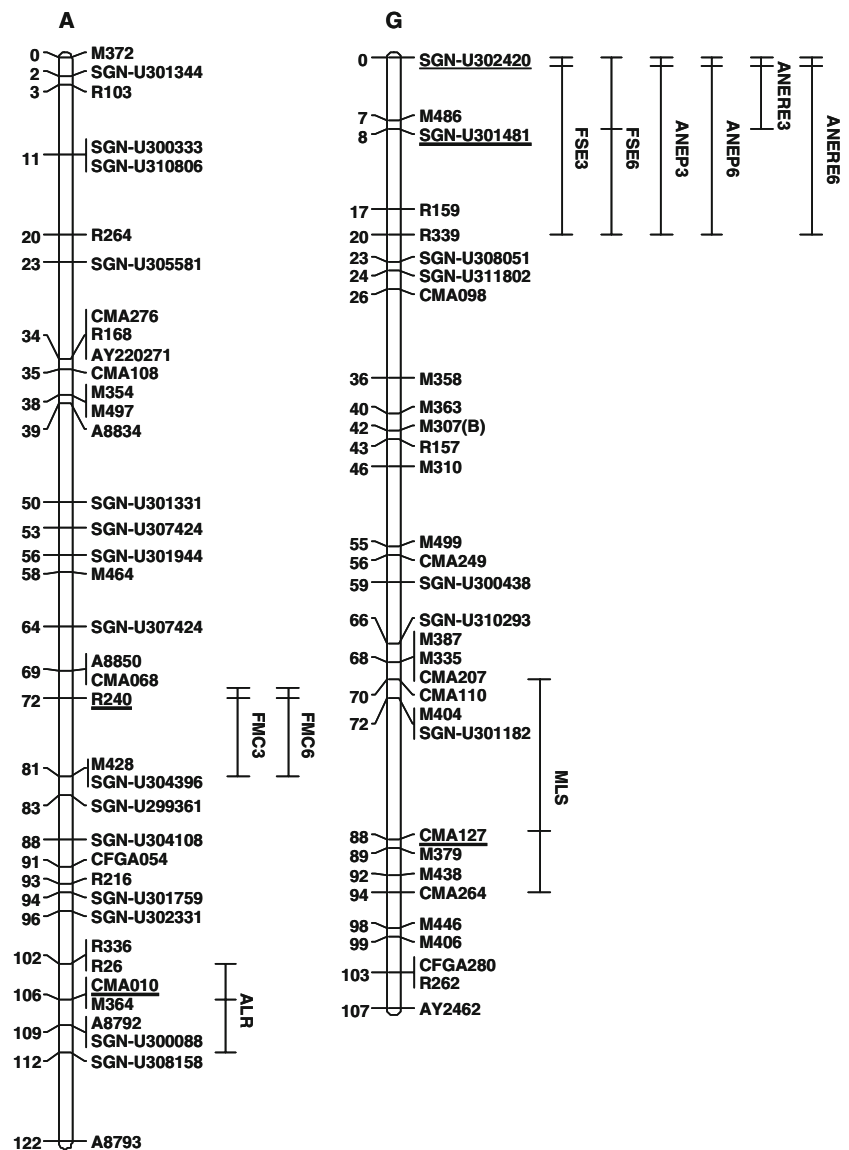 A
0 M372
2 SGN-U301344
3 R103
11 SGN-U300333
SGN-U310806
20 R264
23 SGN-U305581
34 CMA276
R168
AY220271
35 CMA108
38 M354
M497
39 A8834
50 SGN-U301331
53 SGN-U307424
56 SGN-U301944
58 M464
64 SGN-U307424
69 A8850
CMA068
72 R240
81 M428
SGN-U304396
83 SGN-U299361
88 SGN-U304108
91 CFGA054
93 R216
94 SGN-U301759
96 SGN-U302331
102 R336
R26
106 CMA010
M364
109 A8792
SGN-U300088
112 SGN-U308158
122 A8793
FMC3
FMC6
ALR
G
0 SGN-U302420
7 M486
8 SGN-U301481
17 R159
20 R339
23 SGN-U308051
24 SGN-U311802
26 CMA098
36 M358
40 M363
42 M307(B)
43 R157
46 M310
55 M499
56 CMA249
59 SGN-U300438
66 SGN-U310293
68 M387
M335
CMA207
70 CMA110
72 M404
SGN-U301182
88 CMA127
89 M379
92 M438
94 CMA264
98 M446
99 M406
103 CFGA280
R262
107 AY2462
FSE3
FSE6
ANEP3
ANEP6
ANERE3
ANERE6
MLS